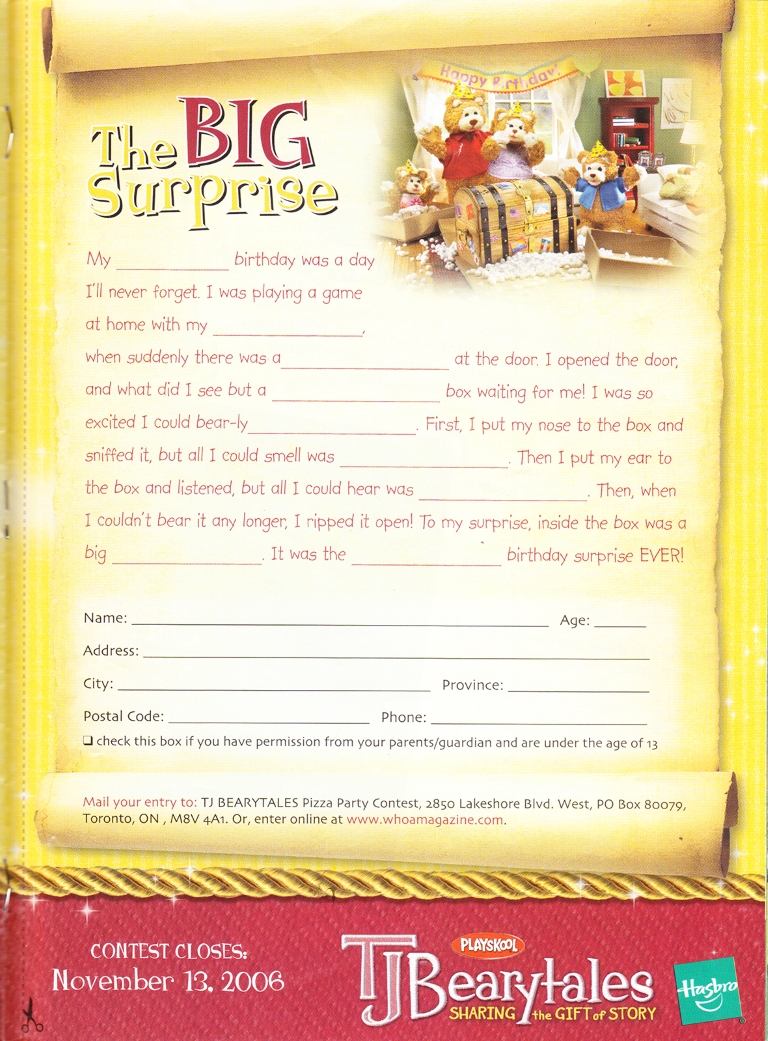 Happy Birthday!
The BIG
Surprise
My ____________ birthday was a day
I'll never forget. I was playing a game
at home with my ________________,
when suddenly there was a__________________ at the door. I opened the door,
and what did I see but a __________________ box waiting for me! I was so
excited I could bear-ly__________________. First, I put my nose to the box and
sniffed it, but all I could smell was __________________. Then I put my ear to
the box and listened, but all I could hear was __________________. Then, when
I couldn't bear it any longer, I ripped it open! To my surprise, inside the box was a
big ________________. It was the ________________ birthday surprise EVER!
Name: ____________________ Age: ______
Address: ____________________
City: ____________________ Province: ____________________
Postal Code: ____________________ Phone: ____________________
❏ check this box if you have permission from your parents/guardian and are under the age of 13
Mail your entry to: TJ BEARYTALES Pizza Party Contest, 2850 Lakeshore Blvd. West, PO Box 80079,
Toronto, ON , M8V 4A1. Or, enter online at www.whoamagazine.com.
CONTEST CLOSES:
November 13, 2006
PLAYSKOOL
TJ Bearytales
SHARING the GIFT of STORY
Hasbro